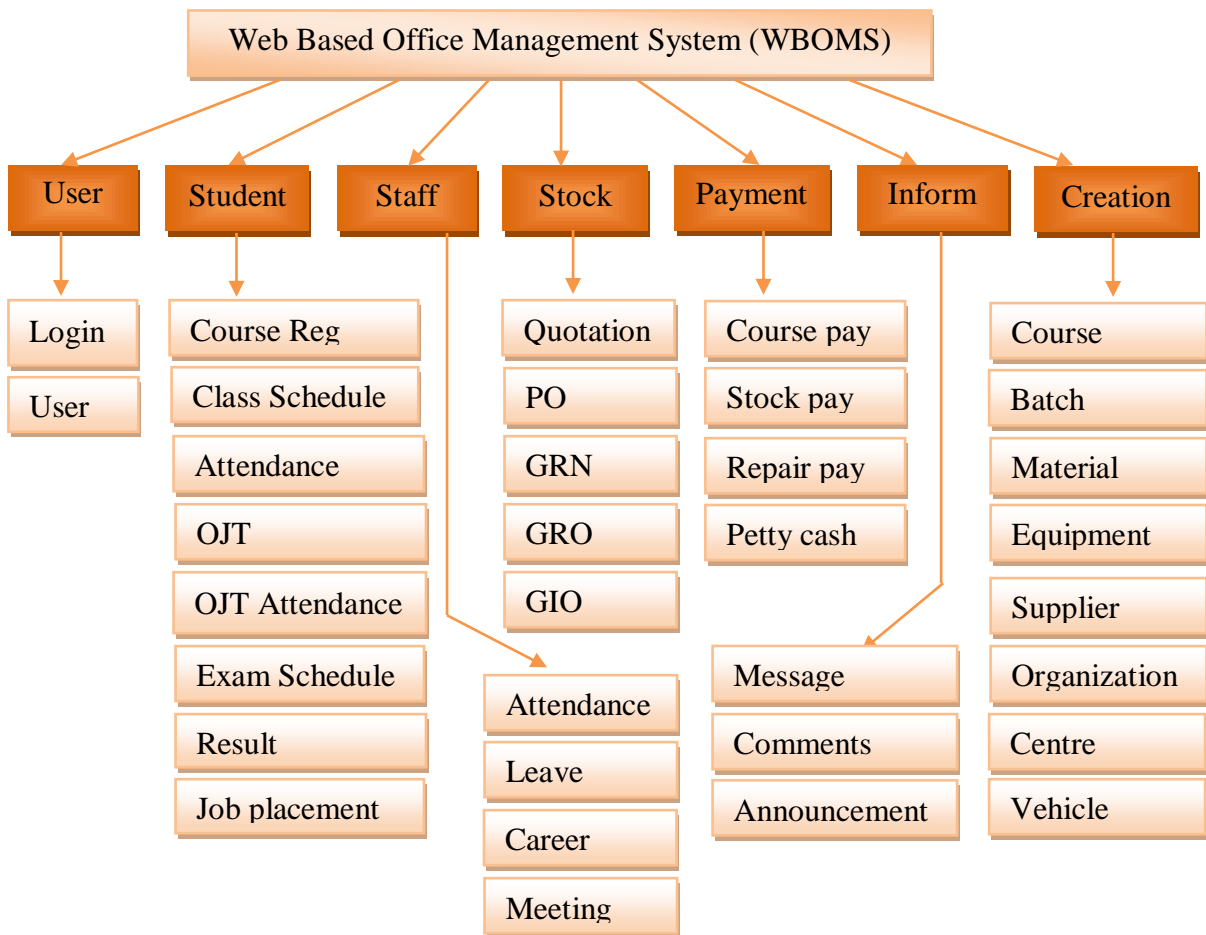 Web Based Office Management System (WBOMS)
User
Student
Staff
Stock
Payment
Inform
Creation
Login
User
Course Reg
Class Schedule
Attendance
OJT
OJT Attendance
Exam Schedule
Result
Job placement
Attendance
Leave
Career
Meeting
Quotation
PO
GRN
GRO
GIO
Course pay
Stock pay
Repair pay
Petty cash
Message
Comments
Announcement
Course
Batch
Material
Equipment
Supplier
Organization
Centre
Vehicle